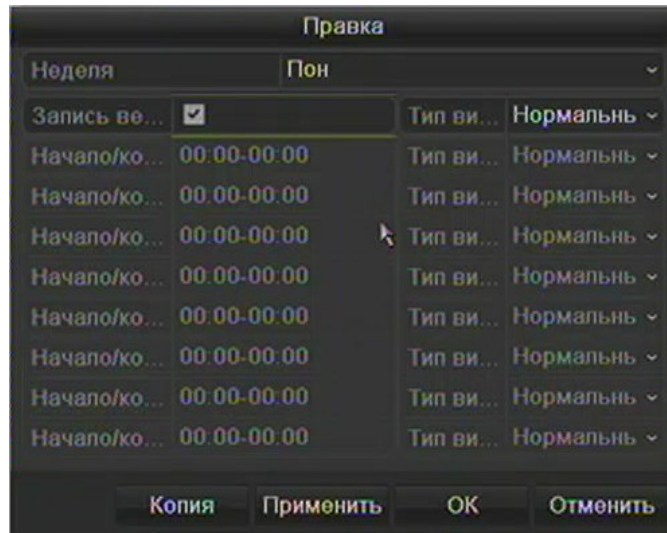 Правка
Неделя Пон
Запись ве... Тип ви... Нормальнь
Начало/ко... 00:00-00:00 Тип ви... Нормальнь
Начало/ко... 00:00-00:00 Тип ви... Нормальнь
Начало/ко... 00:00-00:00 Тип ви... Нормальнь
Начало/ко... 00:00-00:00 Тип ви... Нормальнь
Начало/ко... 00:00-00:00 Тип ви... Нормальнь
Начало/ко... 00:00-00:00 Тип ви... Нормальнь
Начало/ко... 00:00-00:00 Тип ви... Нормальнь
Начало/ко... 00:00-00:00 Тип ви... Нормальнь
Копия Применить OK Отменить